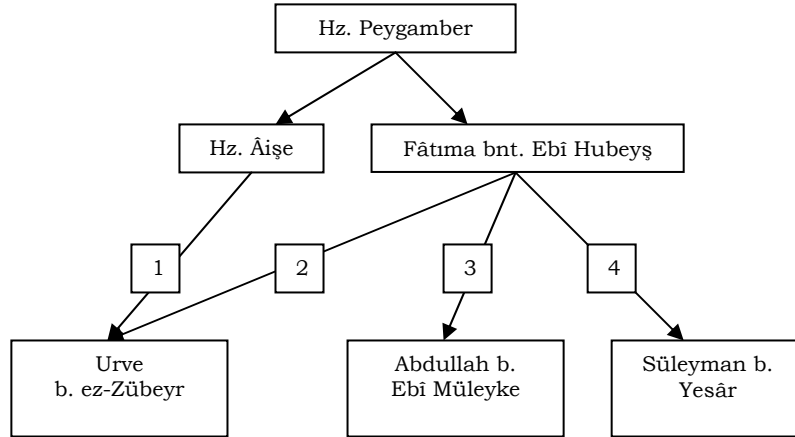 Hz. Peygamber
Hz. Âişe
Fâtıma bnt. Ebî Hubeyş
1
2
3
4
Urve
b. ez-Zübeyr
Abdullah b.
Ebî Müleyke
Süleyman b.
Yesâr